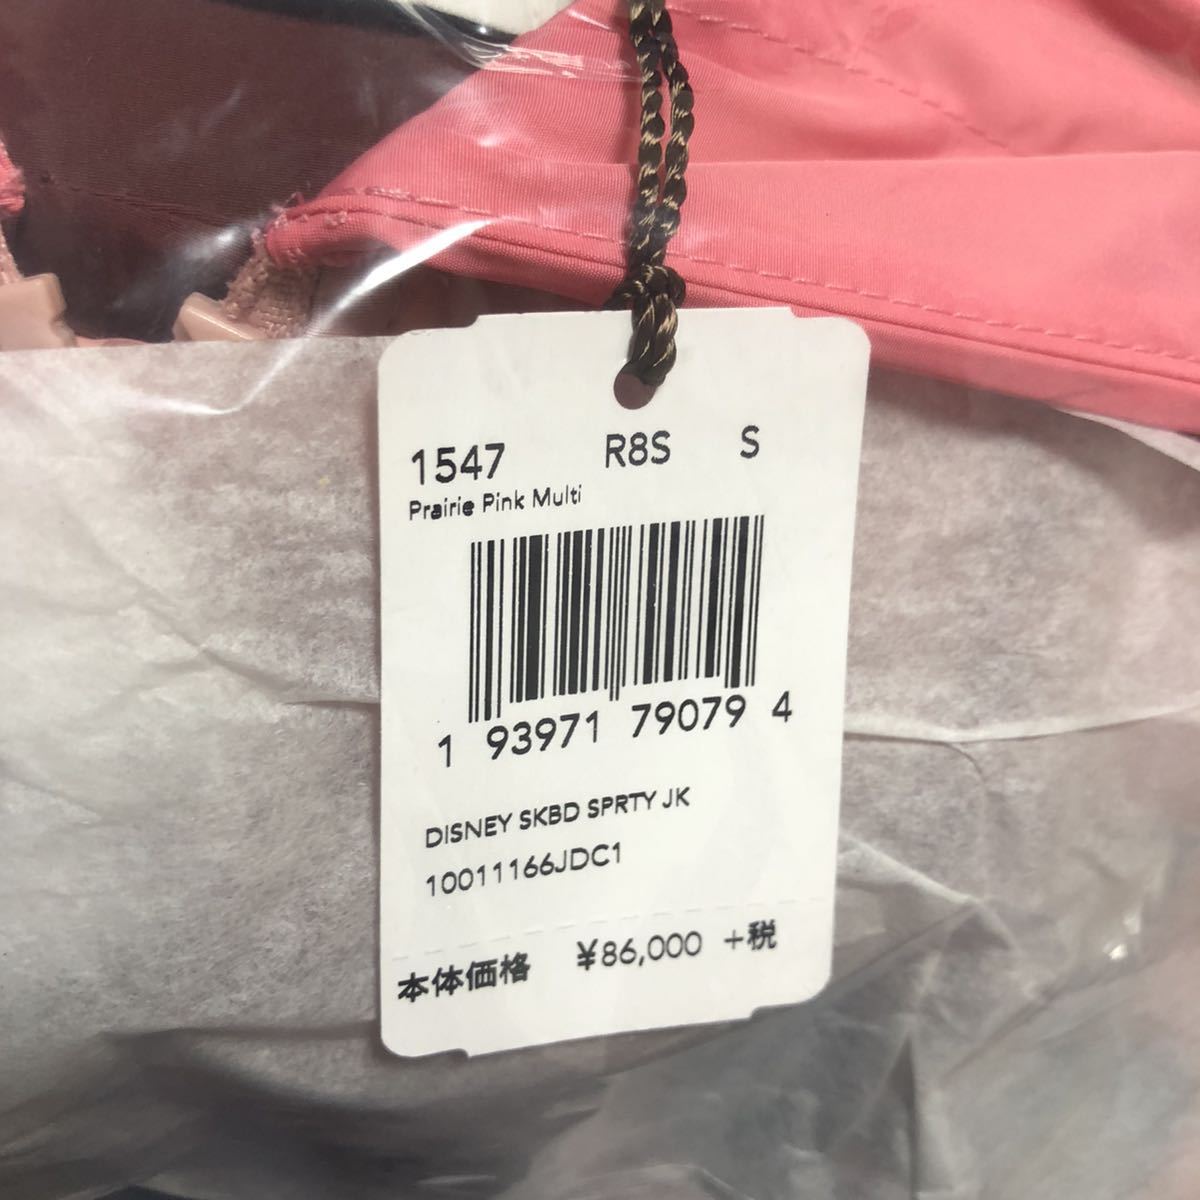 1547 R8S S
Prairie Pink Multi
1 93971 79079 4
DISNEY SKBD SPRTY JK
10011166JDC1
本体価格 ¥86,000 +税